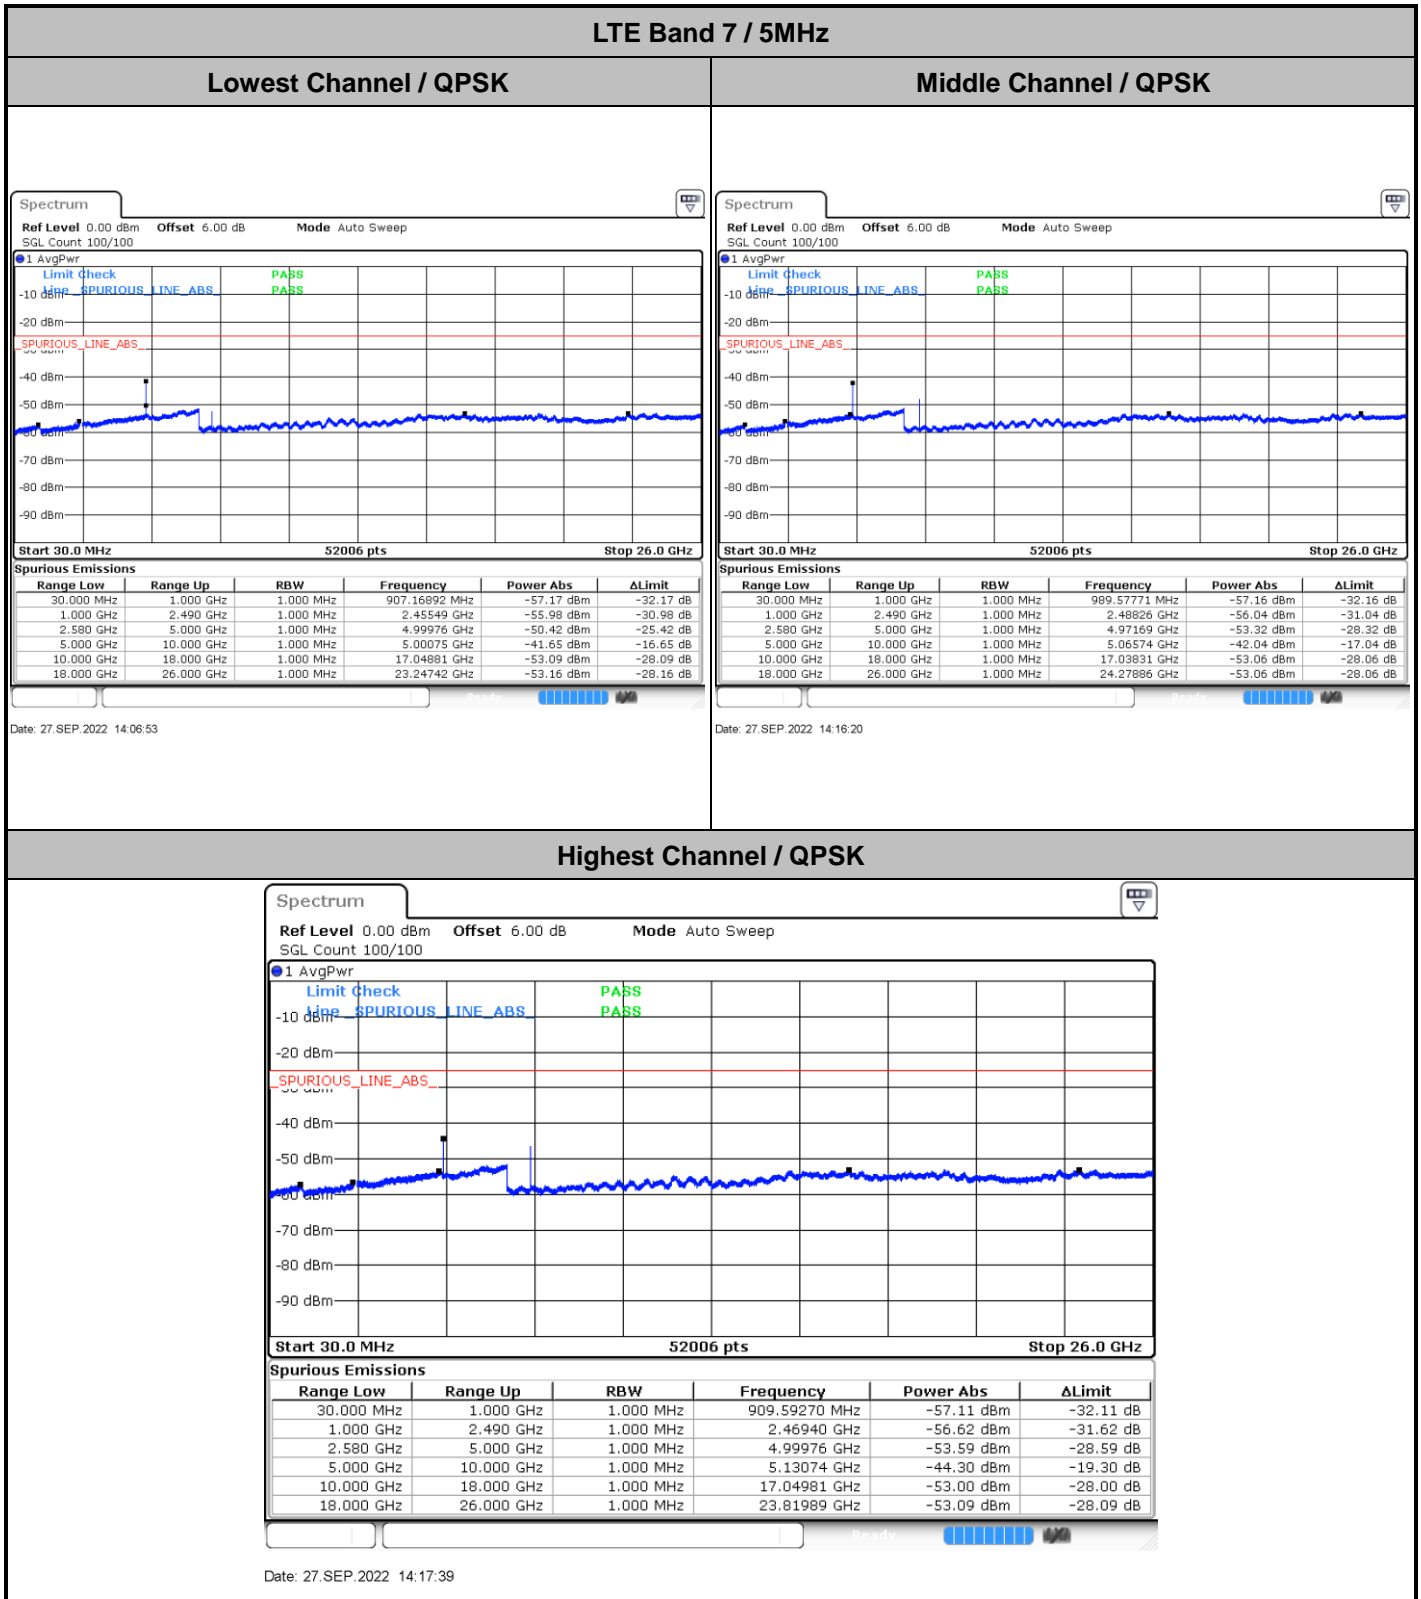 LTE Band 7 / 5MHz
Lowest Channel / QPSK
Middle Channel / QPSK
Spectrum
Ref Level 0.00 dBm Offset 6.00 dB Mode Auto Sweep
SGL Count 100/100
1 AvgPwr
Limit Check PASS
Line _SPURIOUS_LINE_ABS_ PASS
-10 dBm
-20 dBm
_SPURIOUS_LINE_ABS_
-40 dBm
-50 dBm
-60 dBm
-70 dBm
-80 dBm
-90 dBm
Start 30.0 MHz 52006 pts Stop 26.0 GHz
Spurious Emissions
Range Low Range Up RBW Frequency Power Abs ΔLimit
30.000 MHz 1.000 GHz 1.000 MHz 907.16892 MHz -57.17 dBm -32.17 dB
1.000 GHz 2.490 GHz 1.000 MHz 2.45549 GHz -55.98 dBm -30.98 dB
2.580 GHz 5.000 GHz 1.000 MHz 4.99976 GHz -50.42 dBm -25.42 dB
5.000 GHz 10.000 GHz 1.000 MHz 5.00075 GHz -41.65 dBm -16.65 dB
10.000 GHz 18.000 GHz 1.000 MHz 17.04881 GHz -53.09 dBm -28.09 dB
18.000 GHz 26.000 GHz 1.000 MHz 23.24742 GHz -53.16 dBm -28.16 dB
Ready
Date: 27.SEP.2022 14:06:53
Spectrum
Ref Level 0.00 dBm Offset 6.00 dB Mode Auto Sweep
SGL Count 100/100
1 AvgPwr
Limit Check PASS
Line _SPURIOUS_LINE_ABS_ PASS
-10 dBm
-20 dBm
_SPURIOUS_LINE_ABS_
-40 dBm
-50 dBm
-60 dBm
-70 dBm
-80 dBm
-90 dBm
Start 30.0 MHz 52006 pts Stop 26.0 GHz
Spurious Emissions
Range Low Range Up RBW Frequency Power Abs ΔLimit
30.000 MHz 1.000 GHz 1.000 MHz 989.57771 MHz -57.16 dBm -32.16 dB
1.000 GHz 2.490 GHz 1.000 MHz 2.48826 GHz -56.04 dBm -31.04 dB
2.580 GHz 5.000 GHz 1.000 MHz 4.97169 GHz -53.32 dBm -28.32 dB
5.000 GHz 10.000 GHz 1.000 MHz 5.06574 GHz -42.04 dBm -17.04 dB
10.000 GHz 18.000 GHz 1.000 MHz 17.03831 GHz -53.06 dBm -28.06 dB
18.000 GHz 26.000 GHz 1.000 MHz 24.27886 GHz -53.06 dBm -28.06 dB
Ready
Date: 27.SEP.2022 14:16:20
Highest Channel / QPSK
Spectrum
Ref Level 0.00 dBm Offset 6.00 dB Mode Auto Sweep
SGL Count 100/100
1 AvgPwr
Limit Check PASS
Line _SPURIOUS_LINE_ABS_ PASS
-10 dBm
-20 dBm
_SPURIOUS_LINE_ABS_
-40 dBm
-50 dBm
-60 dBm
-70 dBm
-80 dBm
-90 dBm
Start 30.0 MHz 52006 pts Stop 26.0 GHz
Spurious Emissions
Range Low Range Up RBW Frequency Power Abs ΔLimit
30.000 MHz 1.000 GHz 1.000 MHz 909.59270 MHz -57.11 dBm -32.11 dB
1.000 GHz 2.490 GHz 1.000 MHz 2.46940 GHz -56.62 dBm -31.62 dB
2.580 GHz 5.000 GHz 1.000 MHz 4.99976 GHz -53.59 dBm -28.59 dB
5.000 GHz 10.000 GHz 1.000 MHz 5.13074 GHz -44.30 dBm -19.30 dB
10.000 GHz 18.000 GHz 1.000 MHz 17.04981 GHz -53.00 dBm -28.00 dB
18.000 GHz 26.000 GHz 1.000 MHz 23.81989 GHz -53.09 dBm -28.09 dB
Ready
Date: 27.SEP.2022 14:17:39